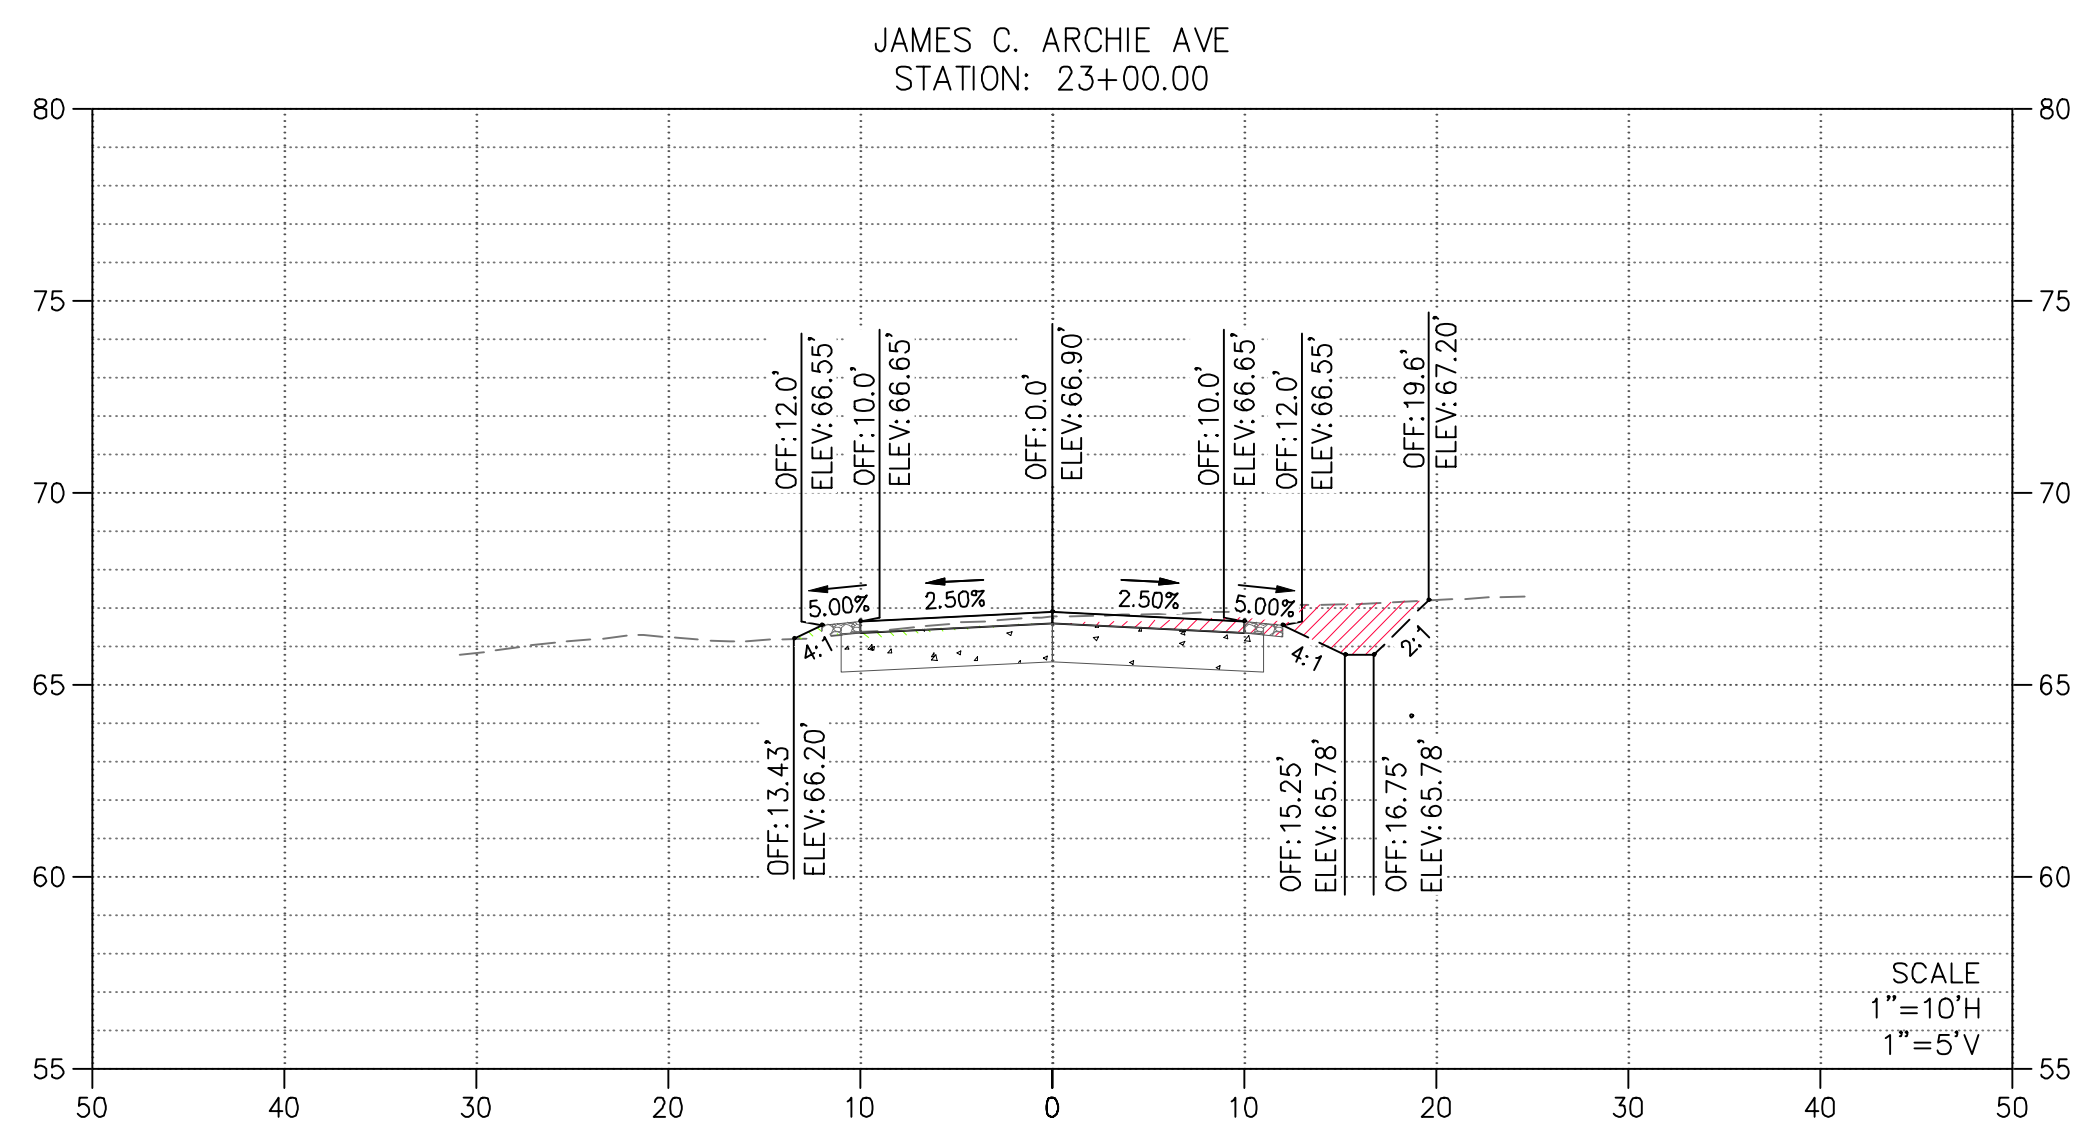 JAMES C. ARCHIE AVE
STATION: 23+00.00
80
80
75
75
70
70
65
65
60
60
55
55
OFF:12.0'
ELEV:66.55'
OFF:10.0'
ELEV:66.65'
OFF:0.0'
ELEV:66.90'
OFF:10.0'
ELEV:66.65'
OFF:12.0'
ELEV:66.55'
OFF:19.6'
ELEV:67.20'
5.00%
2.50%
2.50%
5.00%
4:1
4:1
2:1
OFF:13.43'
ELEV:66.20'
OFF:15.25'
ELEV:65.78'
OFF:16.75'
ELEV:65.78'
SCALE
1"=10'H
1"=5'V
50
40
30
20
10
0
10
20
30
40
50